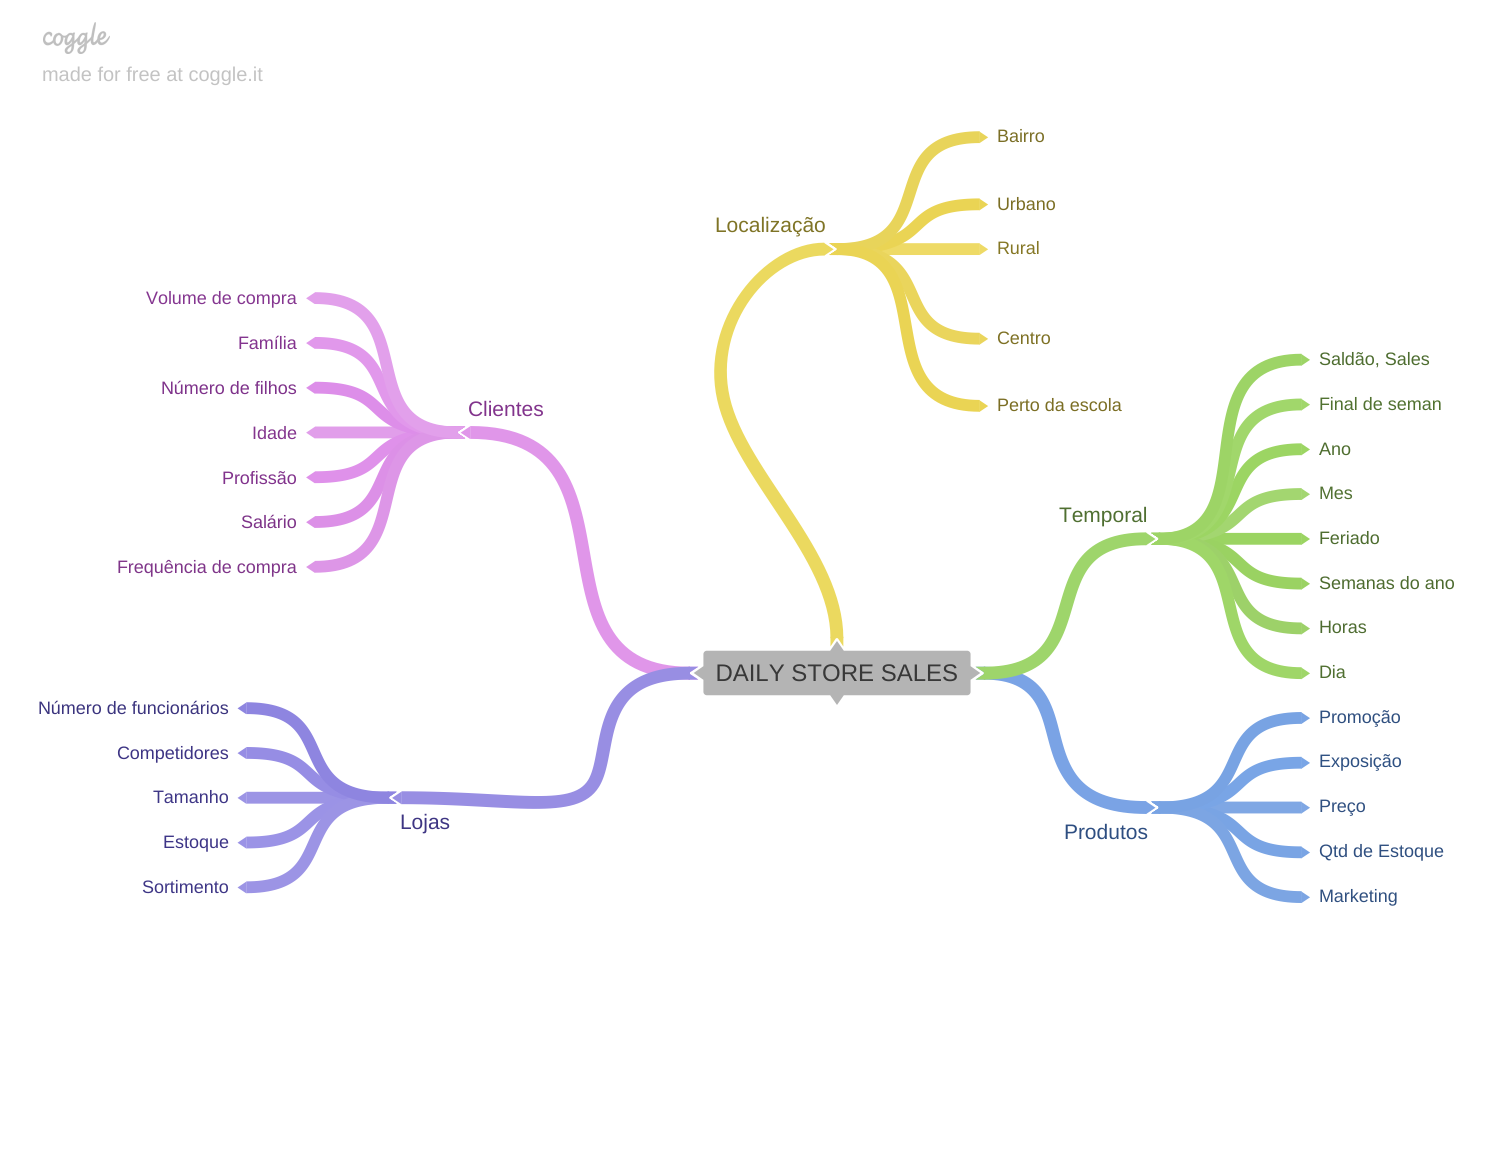 coggle
made for free at coggle.it
Localização
Bairro
Urbano
Rural
Centro
Perto da escola
Clientes
Volume de compra
Família
Número de filhos
Idade
Profissão
Salário
Frequência de compra
Temporal
Saldão, Sales
Final de seman
Ano
Mes
Feriado
Semanas do ano
Horas
Dia
DAILY STORE SALES
Lojas
Número de funcionários
Competidores
Tamanho
Estoque
Sortimento
Produtos
Promoção
Exposição
Preço
Qtd de Estoque
Marketing